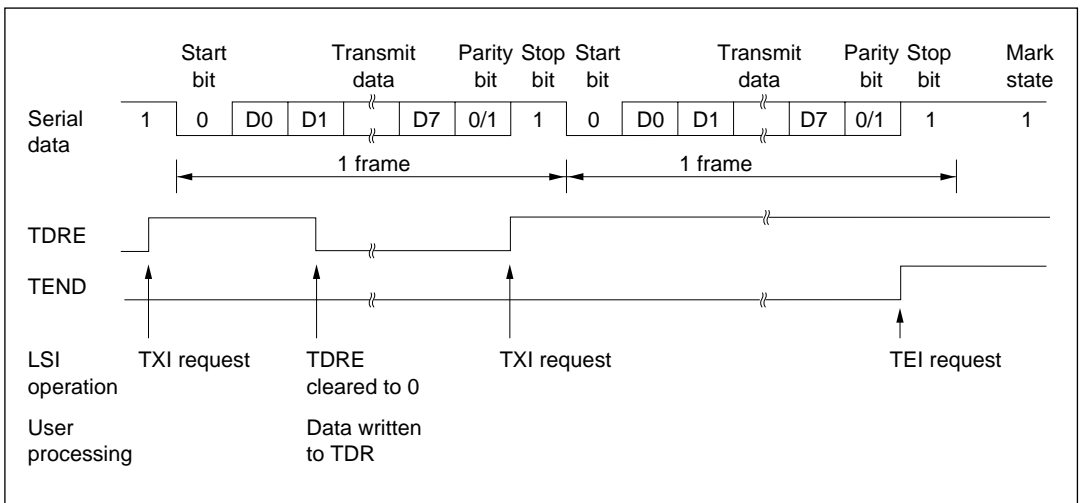 Start Transmit Parity Stop Start Transmit Parity Stop Mark
bit data bit bit bit data bit bit state
Serial 1 0 D0 D1 D7 0/1 1 0 D0 D1 D7 0/1 1 1
data
1 frame 1 frame
TDRE
TEND
LSI TXI request TDRE TXI request TEI request
operation cleared to 0
User Data written
processing to TDR